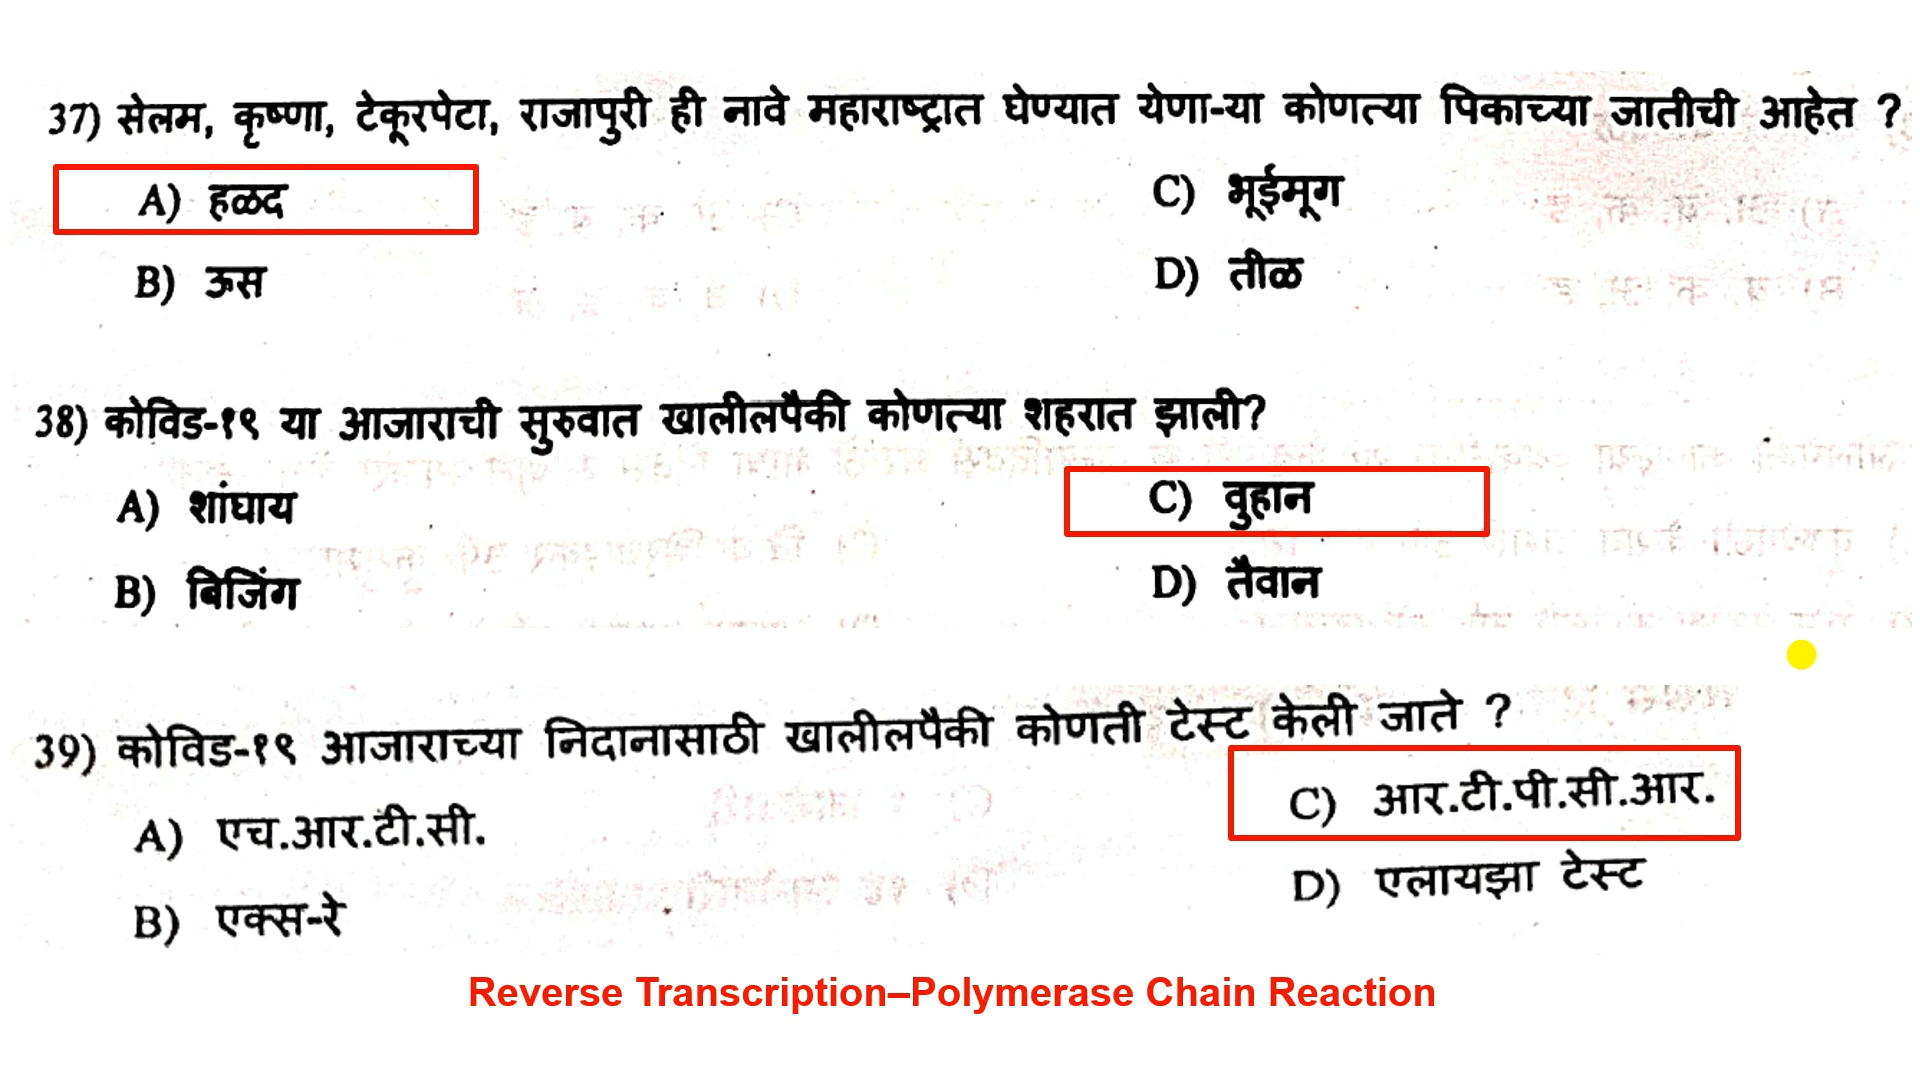 37) सेलम, कृष्णा, टेकूरपेटा, राजापुरी ही नावे महाराष्ट्रात घेण्यात येणा-या कोणत्या पिकाच्या जातीची आहेत ?
A) हळद
C) भूईमूग
B) ऊस
D) तीळ
38) कोविड-१९ या आजाराची सुरुवात खालीलपैकी कोणत्या शहरात झाली?
A) शांघाय
C) वुहान
B) बिजिंग
D) तैवान
39) कोविड-१९ आजाराच्या निदानासाठी खालीलपैकी कोणती टेस्ट केली जाते ?
A) एच.आर.टी.सी.
C) आर.टी.पी.सी.आर.
B) एक्स-रे
D) एलायझा टेस्ट
Reverse Transcription–Polymerase Chain Reaction